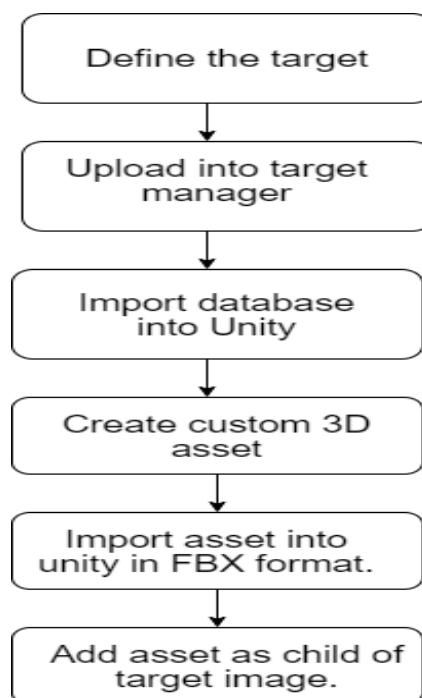 Define the target
Upload into target
manager
Import database
into Unity
Create custom 3D
asset
Import asset into
unity in FBX format.
Add asset as child of
target image.